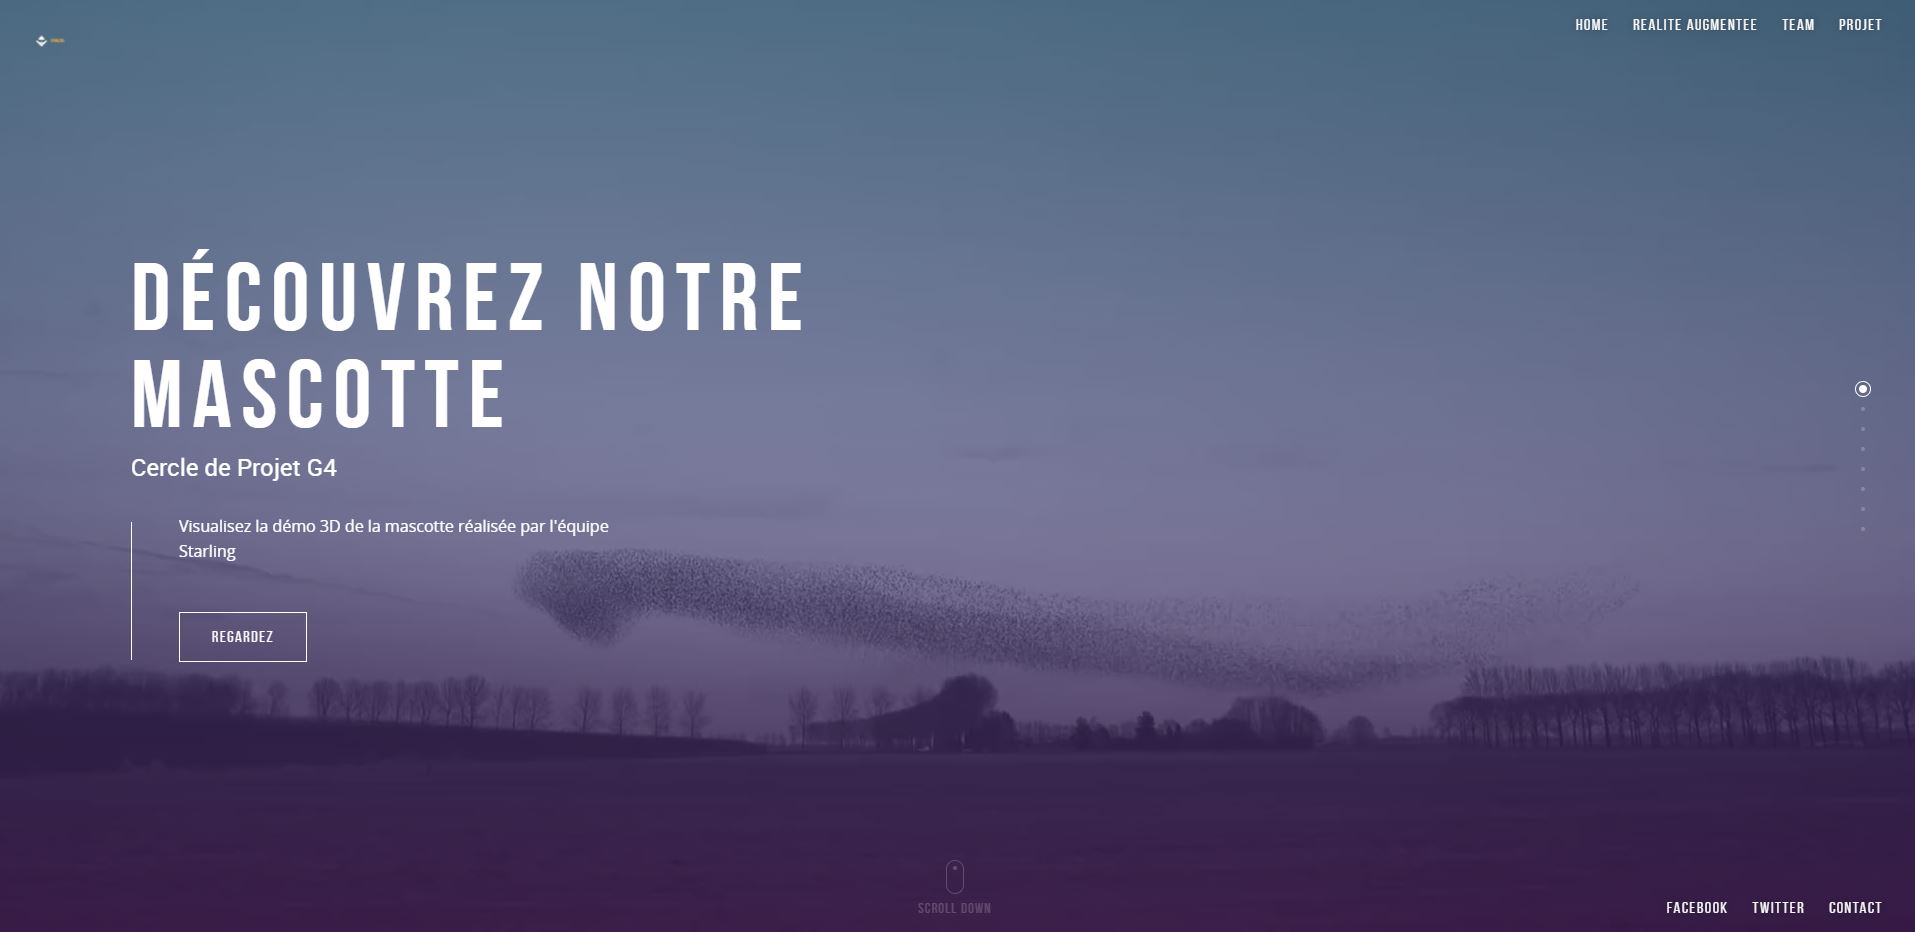 HOME REALITE AUGMENTEE TEAM PROJET
DÉCOUVREZ NOTRE
MASCOTTE
Cercle de Projet G4
Visualisez la démo 3D de la mascotte réalisée par l'équipe
Starling
REGARDEZ
SCROLL DOWN
FACEBOOK TWITTER CONTACT